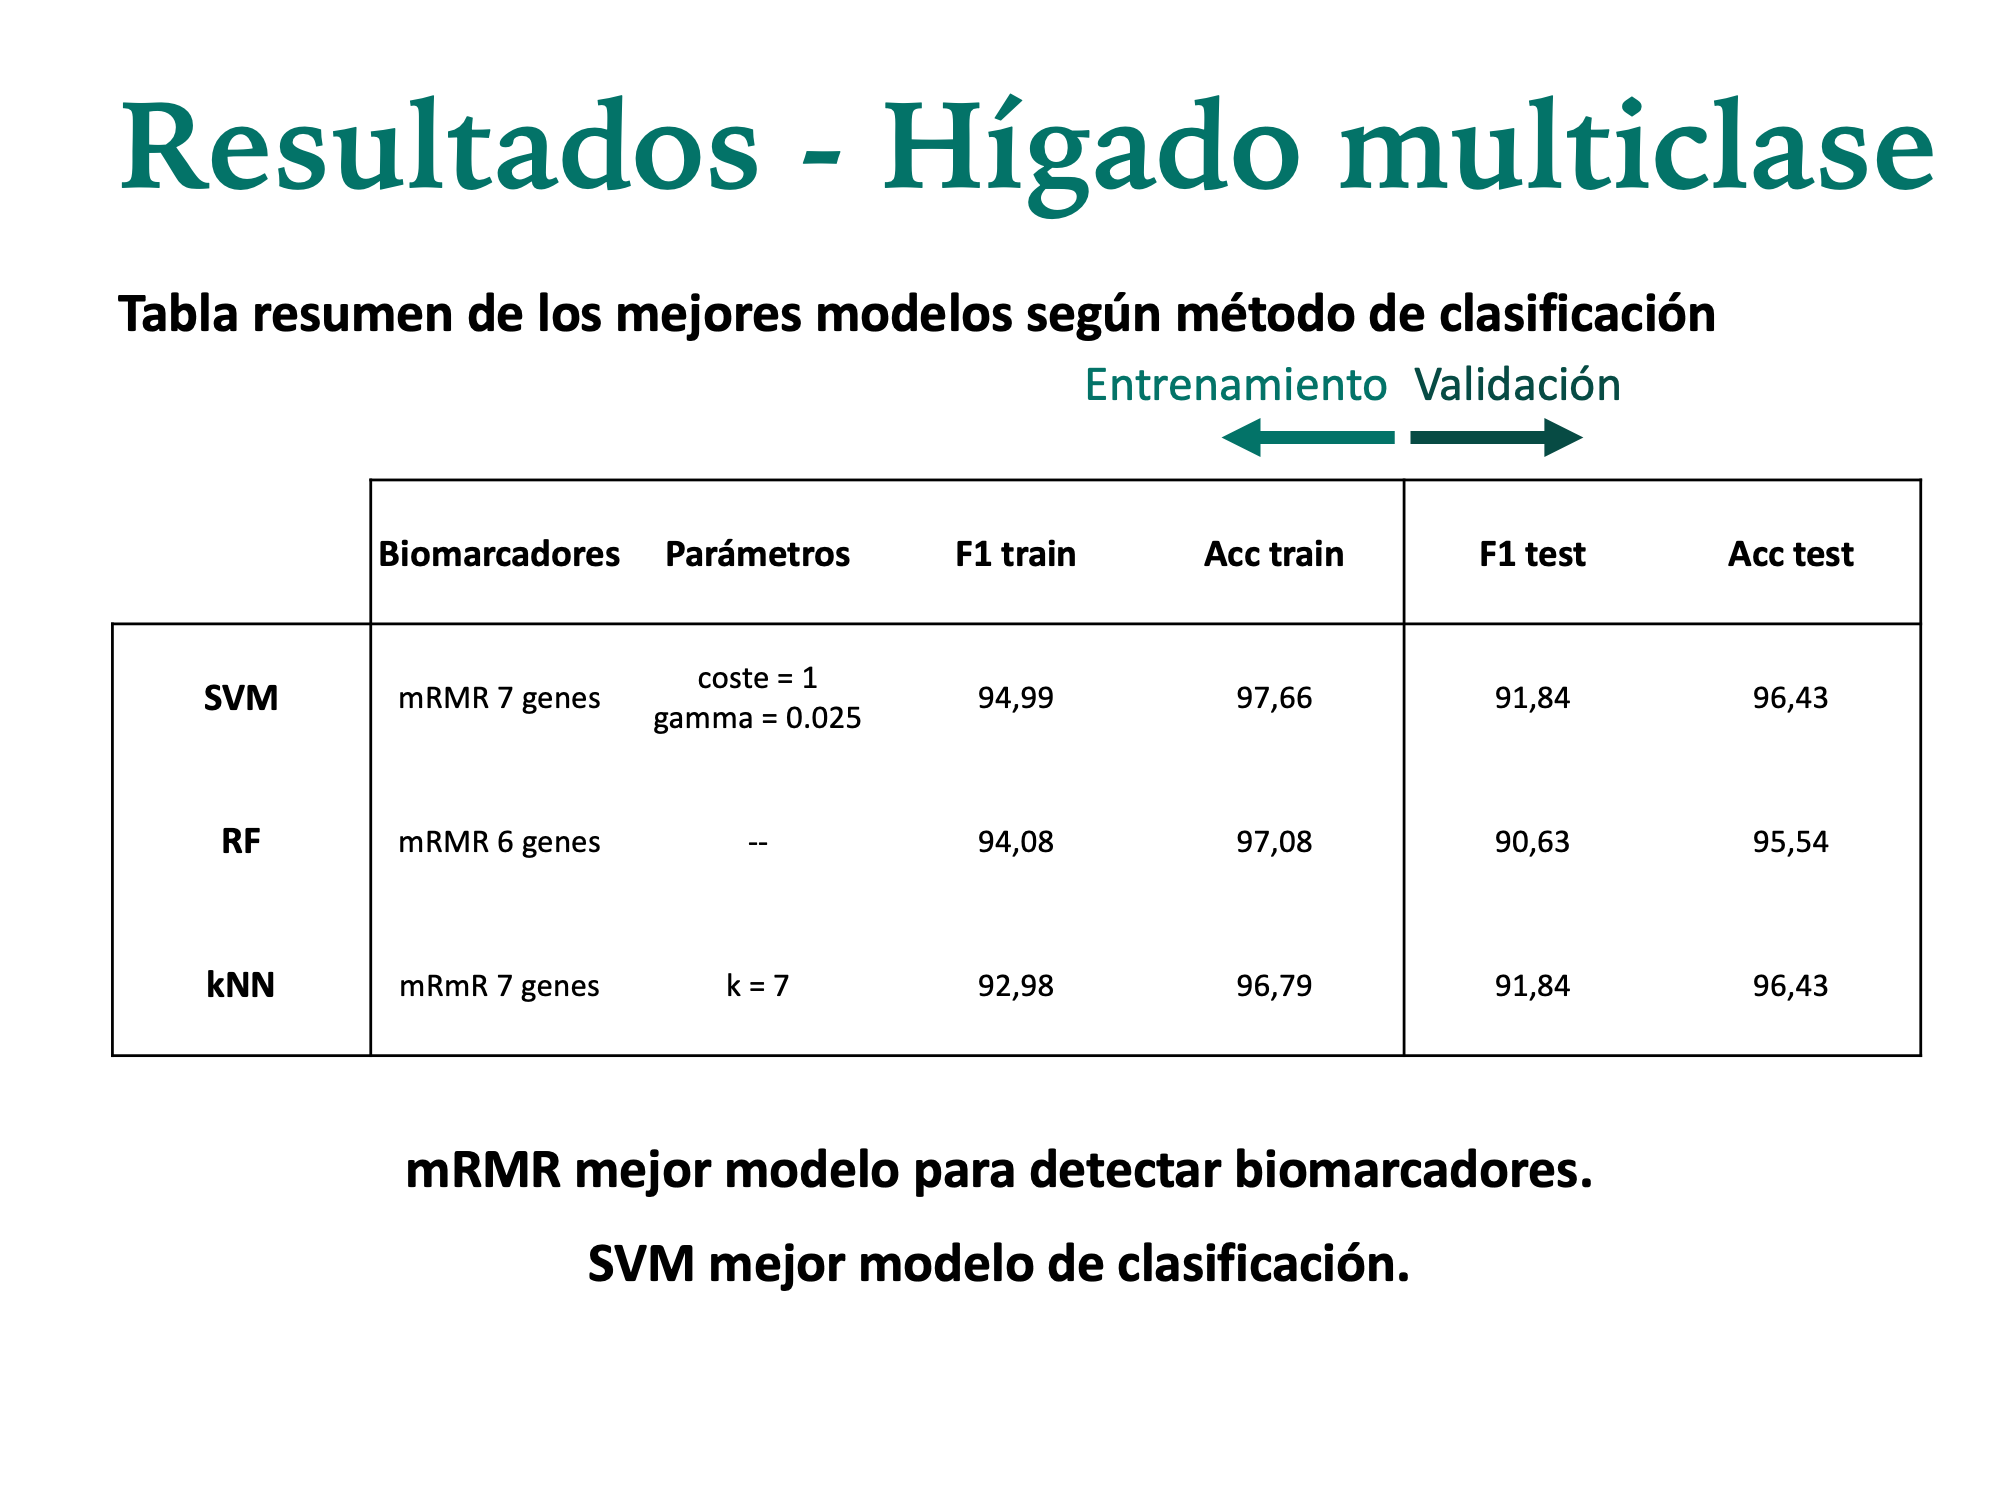 Resultados - Hígado multiclase
Tabla resumen de los mejores modelos según método de clasificación
Entrenamiento Validación
Biomarcadores Parámetros F1 train Acc train F1 test Acc test
SVM mRMR 7 genes coste = 1 gamma = 0.025 94,99 97,66 91,84 96,43
RF mRMR 6 genes -- 94,08 97,08 90,63 95,54
kNN mRmR 7 genes k = 7 92,98 96,79 91,84 96,43
mRMR mejor modelo para detectar biomarcadores.
SVM mejor modelo de clasificación.